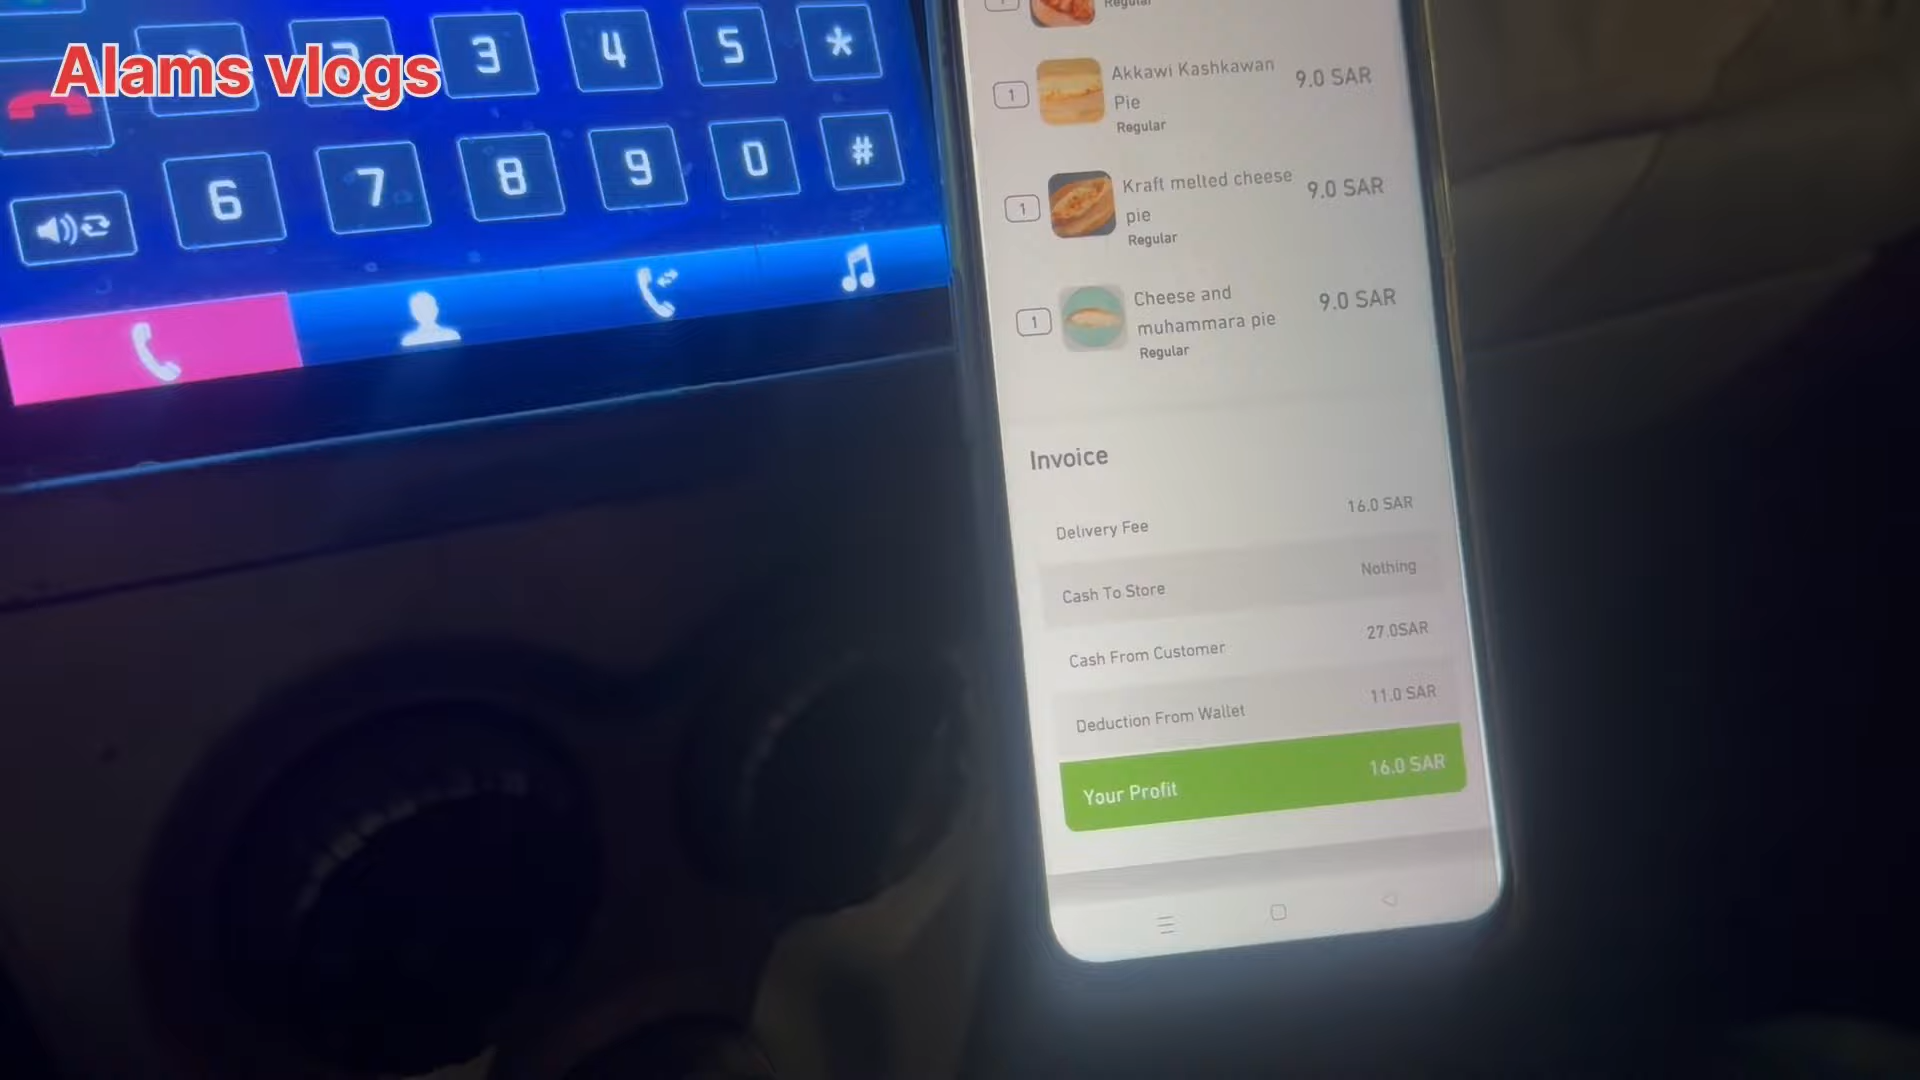 Alams vlogs
3 4 5 *
6 7 8 9 0 #
Regular
1
Akkawi Kashkawan
Pie
Regular
9.0 SAR
1
Kraft melted cheese
pie
Regular
9.0 SAR
1
Cheese and
muhammara pie
Regular
9.0 SAR
Invoice
Delivery Fee 16.0 SAR
Cash To Store Nothing
Cash From Customer 27.0SAR
Deduction From Wallet 11.0 SAR
Your Profit 16.0 SAR